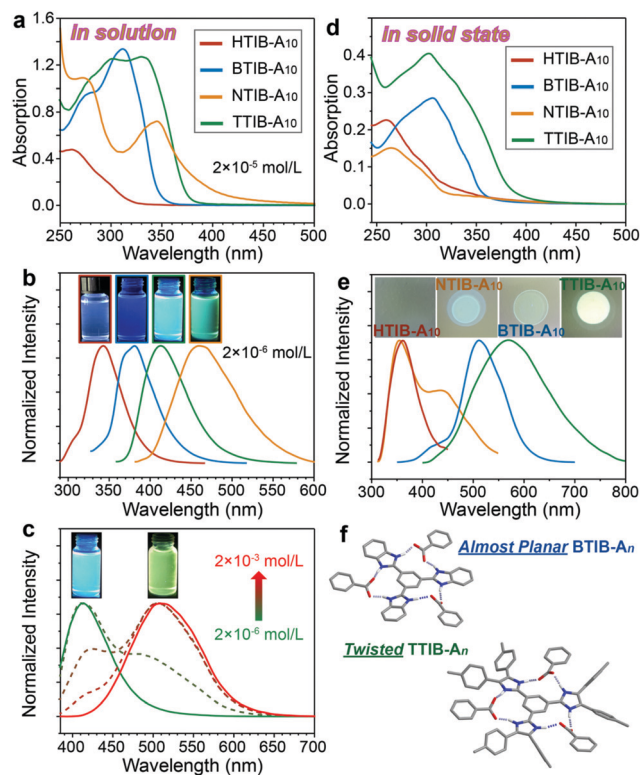 a
In solution
HTIB-A10
BTIB-A10
NTIB-A10
TTIB-A10
2×10-5 mol/L
Absorption
1.6
1.2
0.8
0.4
0.0
250 300 350 400 450 500
Wavelength (nm)
d
In solid state
HTIB-A10
BTIB-A10
NTIB-A10
TTIB-A10
Absorption
0.4
0.3
0.2
0.1
0.0
250 300 350 400 450 500
Wavelength (nm)
b
2×10-6 mol/L
Normalized Intensity
300 350 400 450 500 550 600
Wavelength (nm)
e
NTIB-A10 TTIB-A10
HTIB-A10 BTIB-A10
Normalized Intensity
300 400 500 600 700 800
Wavelength (nm)
c
2×10-3 mol/L
2×10-6 mol/L
Normalized Intensity
400 450 500 550 600 650 700
Wavelength (nm)
f
Almost Planar BTIB-An
Twisted TTIB-An